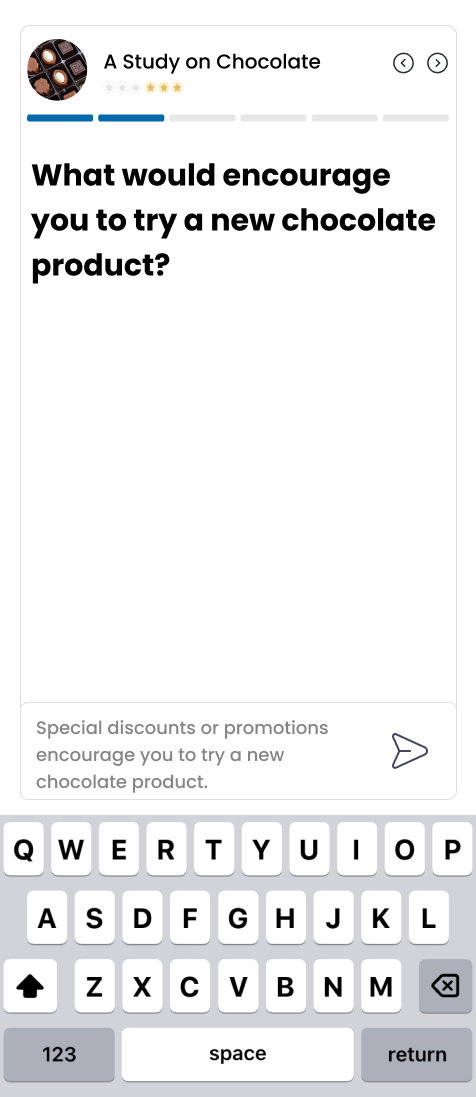 A Study on Chocolate
What would encourage
you to try a new chocolate
product?
Special discounts or promotions
encourage you to try a new
chocolate product.
Q W E R T Y U I O P
A S D F G H J K L
Z X C V B N M
123 space return